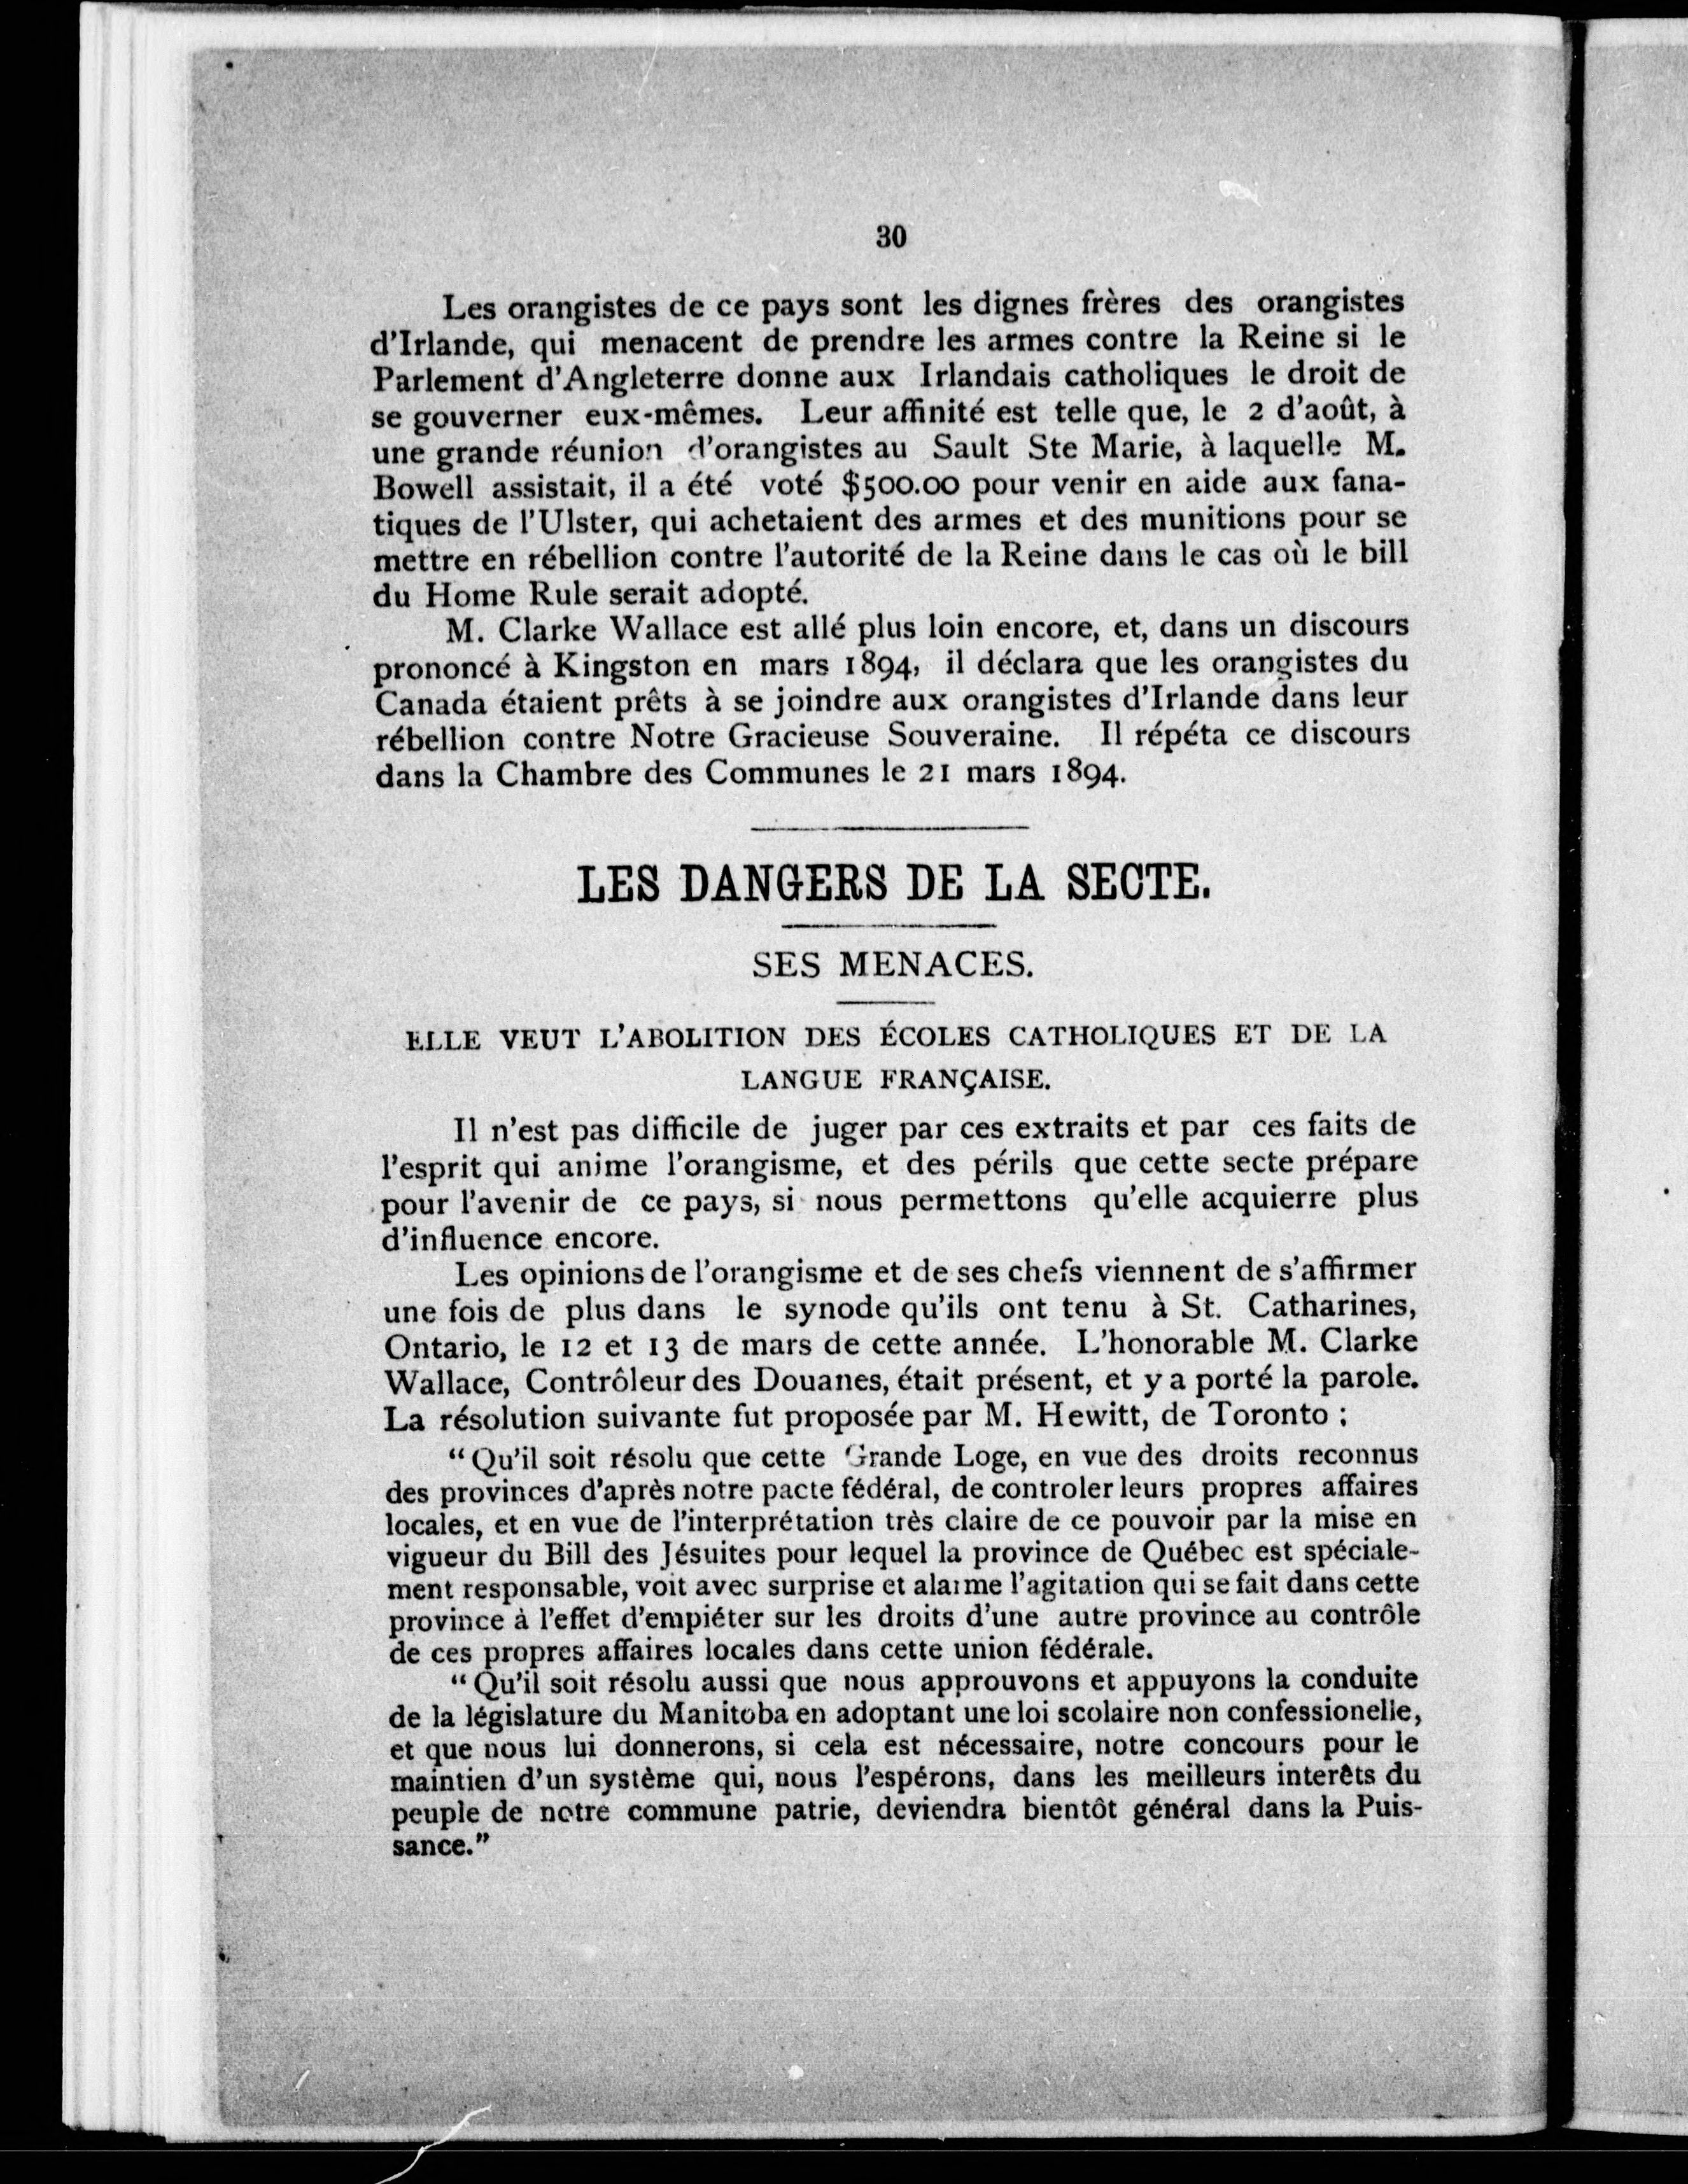 30
Les orangistes de ce pays sont les dignes frères des orangistes
d'Irlande, qui menacent de prendre les armes contre la Reine si le
Parlement d'Angleterre donne aux Irlandais catholiques le droit de
se gouverner eux-mêmes. Leur affinité est telle que, le 2 d'août, à
une grande réunion d'orangistes au Sault Ste Marie, à laquelle M.
Bowell assistait, il a été voté $500.00 pour venir en aide aux fana-
tiques de l'Ulster, qui achetaient des armes et des munitions pour se
mettre en rébellion contre l'autorité de la Reine dans le cas où le bill
du Home Rule serait adopté.
M. Clarke Wallace est allé plus loin encore, et, dans un discours
prononcé à Kingston en mars 1894, il déclara que les orangistes du
Canada étaient prêts à se joindre aux orangistes d'Irlande dans leur
rébellion contre Notre Gracieuse Souveraine. Il répéta ce discours
dans la Chambre des Communes le 21 mars 1894.
LES DANGERS DE LA SECTE.
SES MENACES.
ELLE VEUT L'ABOLITION DES ÉCOLES CATHOLIQUES ET DE LA
LANGUE FRANÇAISE.
Il n'est pas difficile de juger par ces extraits et par ces faits de
l'esprit qui anime l'orangisme, et des périls que cette secte prépare
pour l'avenir de ce pays, si nous permettons qu'elle acquierre plus
d'influence encore.
Les opinions de l'orangisme et de ses chefs viennent de s'affirmer
une fois de plus dans le synode qu'ils ont tenu à St. Catharines,
Ontario, le 12 et 13 de mars de cette année. L'honorable M. Clarke
Wallace, Contrôleur des Douanes, était présent, et y a porté la parole.
La résolution suivante fut proposée par M. Hewitt, de Toronto ;
"Qu'il soit résolu que cette Grande Loge, en vue des droits reconnus
des provinces d'après notre pacte fédéral, de controler leurs propres affaires
locales, et en vue de l'interprétation très claire de ce pouvoir par la mise en
vigueur du Bill des Jésuites pour lequel la province de Québec est spéciale-
ment responsable, voit avec surprise et alarme l'agitation qui se fait dans cette
province à l'effet d'empiéter sur les droits d'une autre province au contrôle
de ces propres affaires locales dans cette union fédérale.
"Qu'il soit résolu aussi que nous approuvons et appuyons la conduite
de la législature du Manitoba en adoptant une loi scolaire non confessionelle,
et que nous lui donnerons, si cela est nécessaire, notre concours pour le
maintien d'un système qui, nous l'espérons, dans les meilleurs interêts du
peuple de notre commune patrie, deviendra bientôt général dans la Puis-
sance."